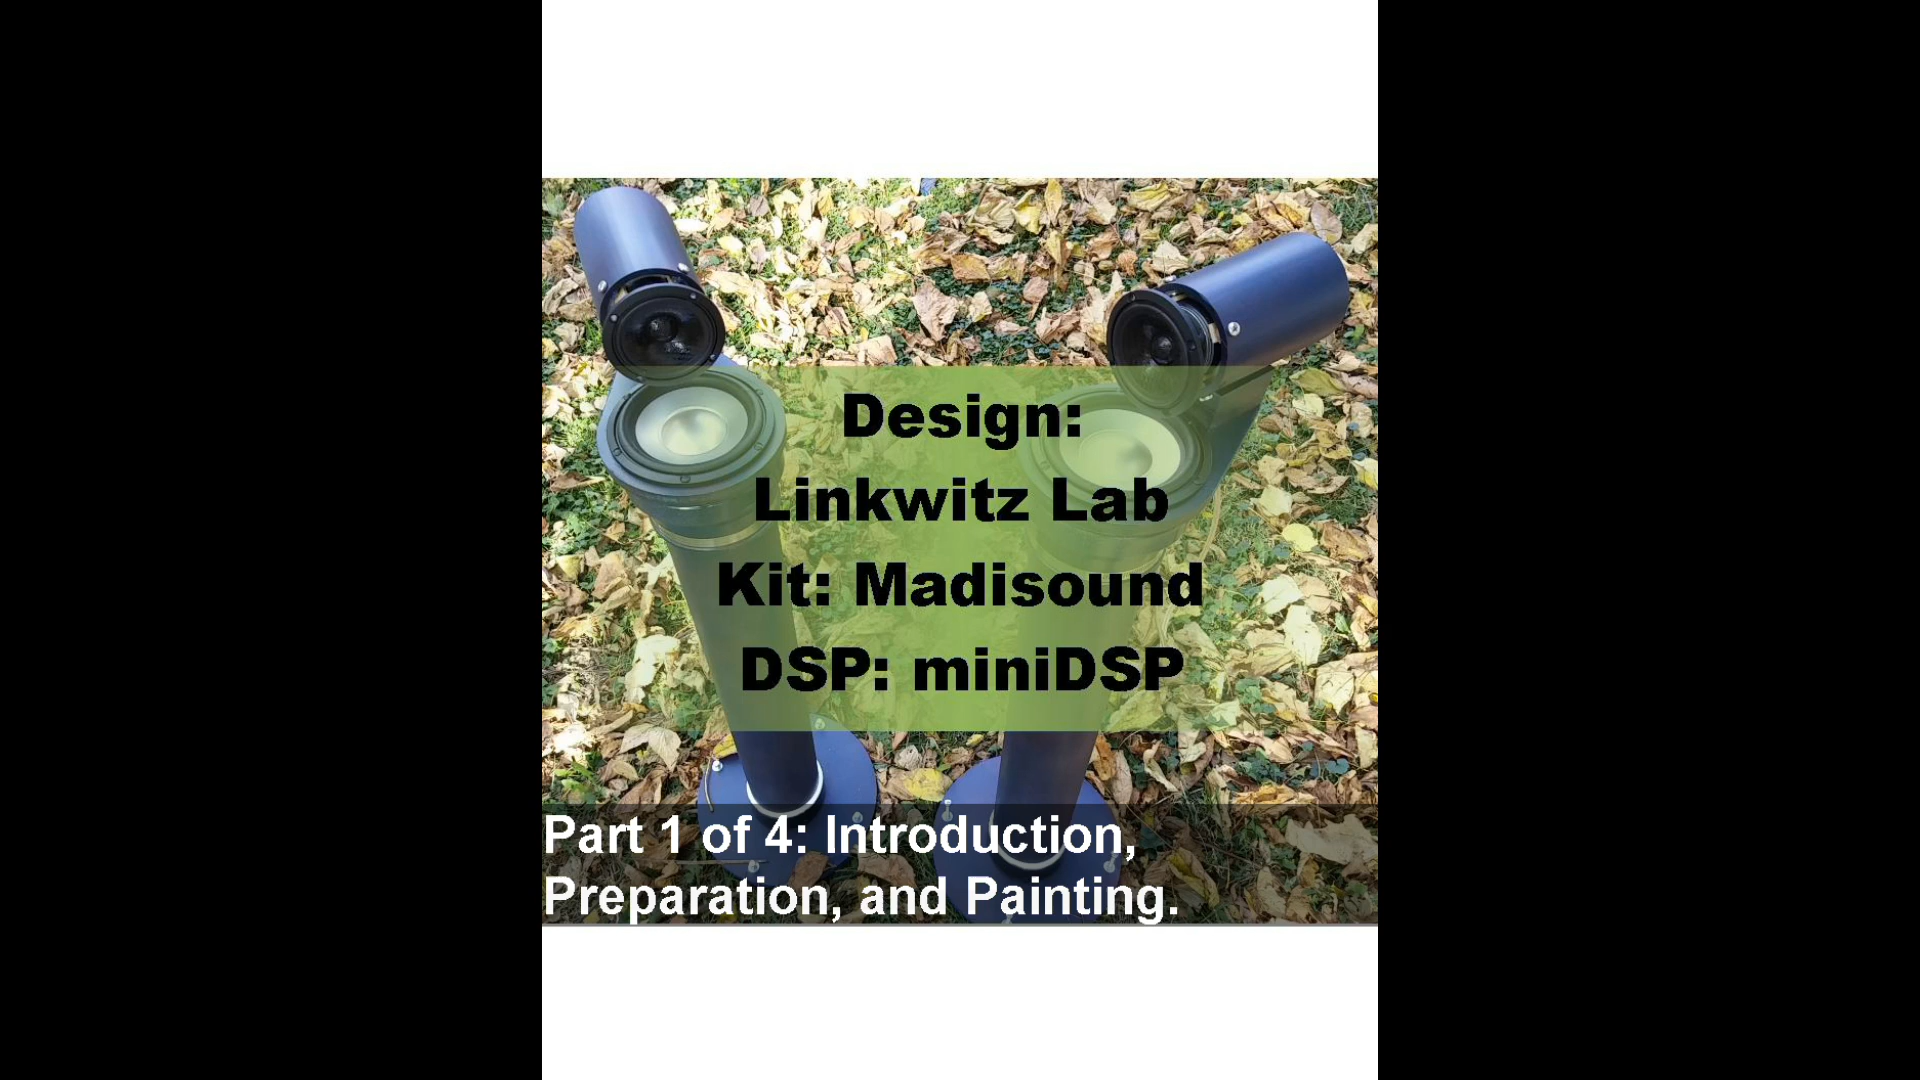 Design:
Linkwitz Lab
Kit: Madisound
DSP: miniDSP
Part 1 of 4: Introduction,
Preparation, and Painting.